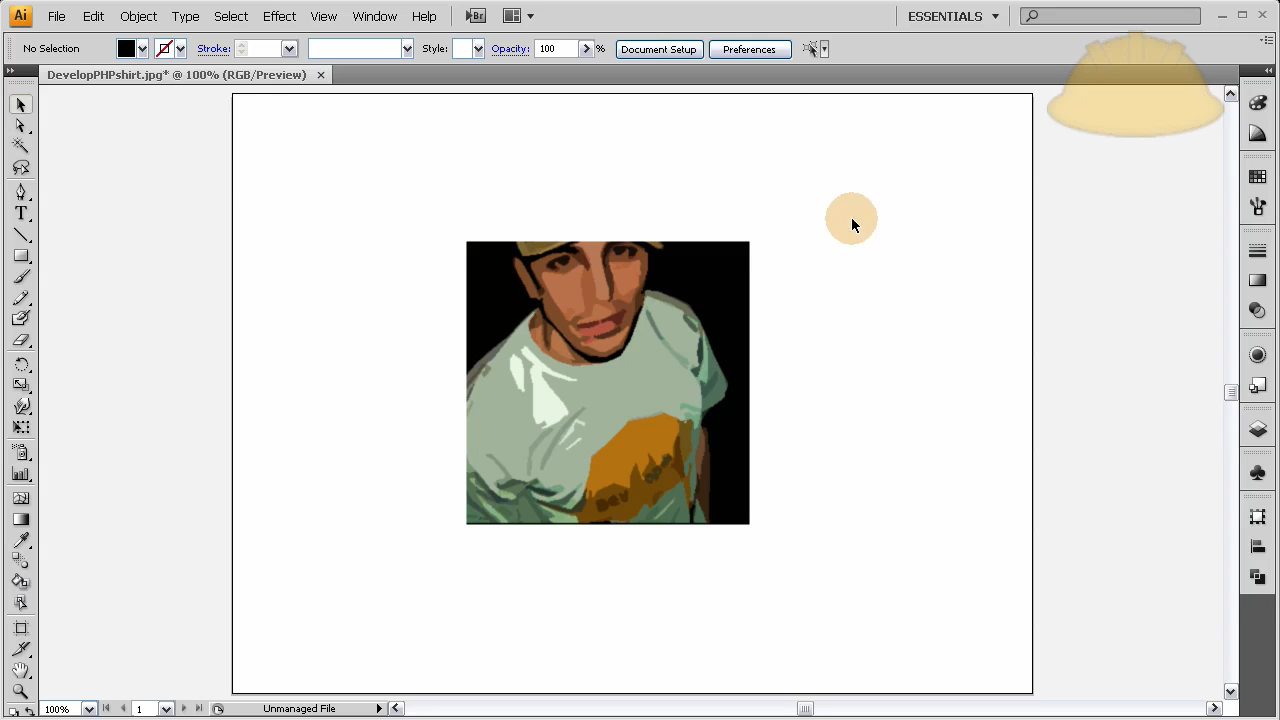 Ai File Edit Object Type Select Effect View Window Help Br ESSENTIALS
No Selection Stroke: Style: Opacity: 100 % Document Setup Preferences
DevelopPHPshirt.jpg* @ 100% (RGB/Preview)
T
100% 1 Unmanaged File